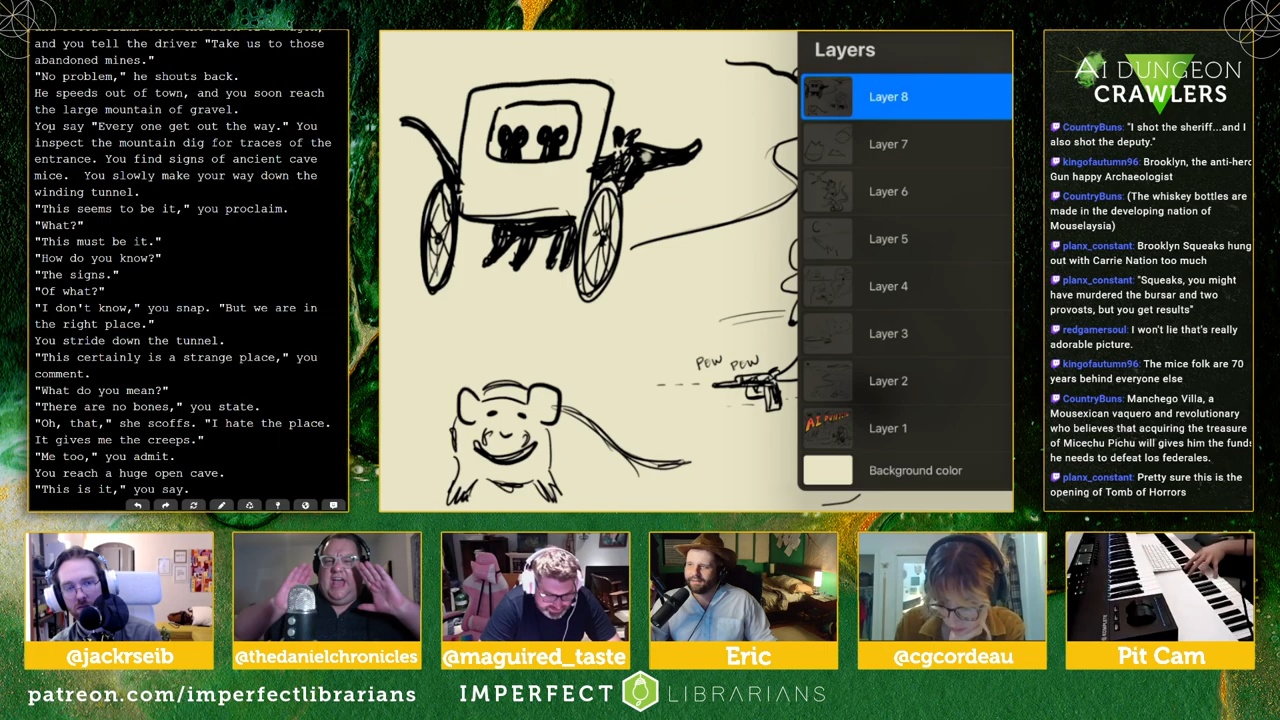 and you tell the driver "Take us to those
abandoned mines."
"No problem," he shouts back.
He speeds out of town, and you soon reach
the large mountain of gravel.
You say "Every one get out the way." You
inspect the mountain dig for traces of the
entrance. You find signs of ancient cave
mice.  You slowly make your way down the
winding tunnel.
"This seems to be it," you proclaim.
"What?"
"This must be it."
"How do you know?"
"The signs."
"Of what?"
"I don't know," you snap. "But we are in
the right place."
You stride down the tunnel.
"This certainly is a strange place," you
comment.
"What do you mean?"
"There are no bones," you state.
"Oh, that," she scoffs. "I hate the place.
It gives me the creeps."
"Me too," you admit.
You reach a huge open cave.
"This is it," you say.
PEW PEW
Layers
Layer 8
Layer 7
Layer 6
Layer 5
Layer 4
Layer 3
Layer 2
Layer 1
Background color
AI DUNGEON
CRAWLERS
CountryBuns: "I shot the sheriff...and I
also shot the deputy."
kingofautumn96: Brooklyn, the anti-hero
Gun happy Archaeologist
CountryBuns: (The whiskey bottles are
made in the developing nation of
Mouselaysia)
planx_constant: Brooklyn Squeaks hung
out with Carrie Nation too much
planx_constant: "Squeaks, you might
have murdered the bursar and two
provosts, but you get results"
redgamersoul: I won't lie that's really
adorable picture.
kingofautumn96: The mice folk are 70
years behind everyone else
CountryBuns: Manchego Villa, a
Mousexican vaquero and revolutionary
who believes that acquiring the treasure
of Micechu Pichu will gives him the funds
he needs to defeat los federales.
planx_constant: Pretty sure this is the
opening of Tomb of Horrors
@jackrseib
@thedanielchronicles
@maguired_taste
Eric
@cgcordeau
Pit Cam
patreon.com/imperfectlibrarians
IMPERFECT LIBRARIANS